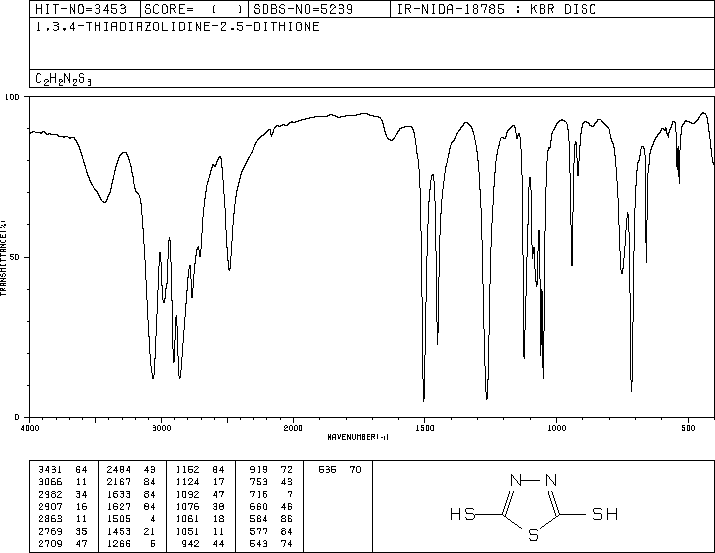 HIT-NO=3453 SCORE= ( ) SDBS-NO=5239 IR-NIDA-18785 : KBR DISC
1,3,4-THIADIAZOLIDINE-2,5-DITHIONE
C2H2N2S3
100
50
0
TRANSMITTANCE(%)
4000 3000 2000 1500 1000 500
WAVENUMBER(-1)
3431 64 2484 43 1162 84 919 72 536 70
3066 11 2167 84 1124 17 753 43
2982 34 1633 84 1092 47 716 7
2907 16 1627 84 1076 38 660 46
2863 11 1505 4 1061 18 584 86
2769 35 1453 21 1051 11 577 84
2709 47 1266 5 942 44 543 74
N N
HS S SH